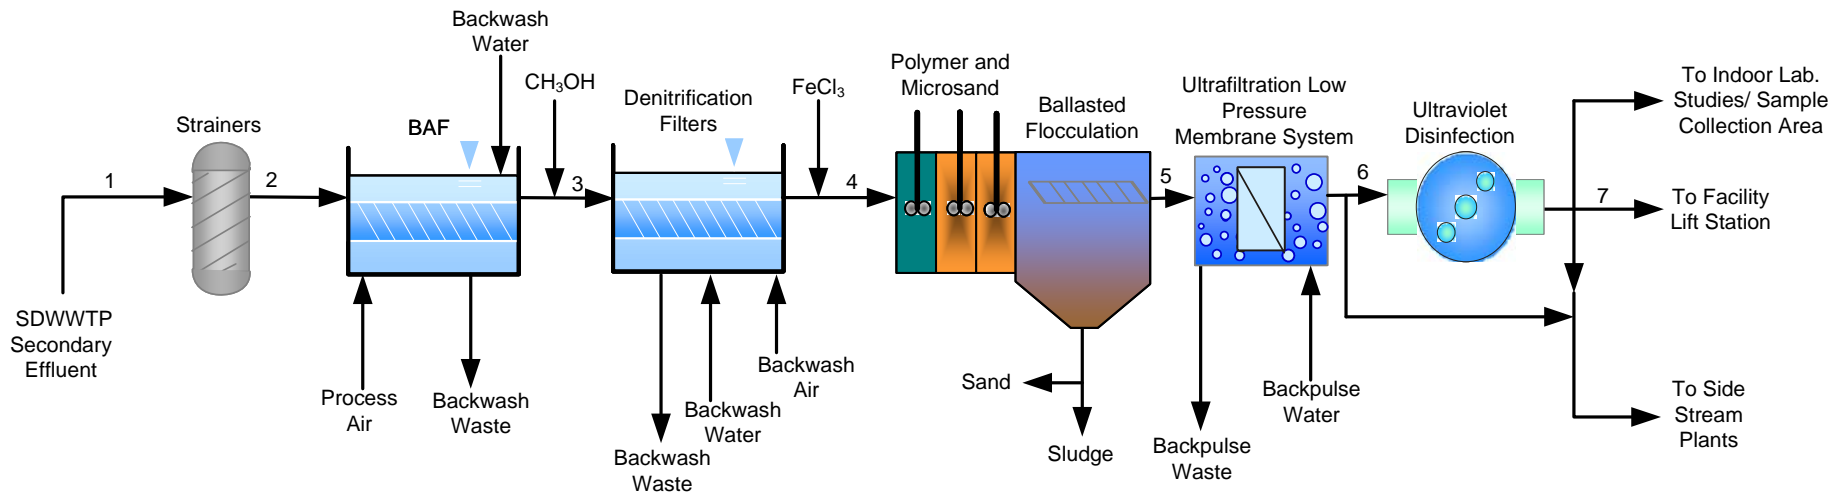 Backwash
Water
CH₃OH
Denitrification
Filters
FeCl₃
Polymer and
Microsand
Ballasted
Flocculation
Ultrafiltration Low
Pressure
Membrane System
Ultraviolet
Disinfection
To Indoor Lab.
Studies/ Sample
Collection Area
Strainers
BAF
1
2
3
4
5
6
7
To Facility
Lift Station
SDWWTP
Secondary
Effluent
Process
Air
Backwash
Waste
Backwash
Waste
Backwash
Water
Backwash
Air
Sand
Sludge
Backpulse
Waste
Backpulse
Water
To Side
Stream
Plants